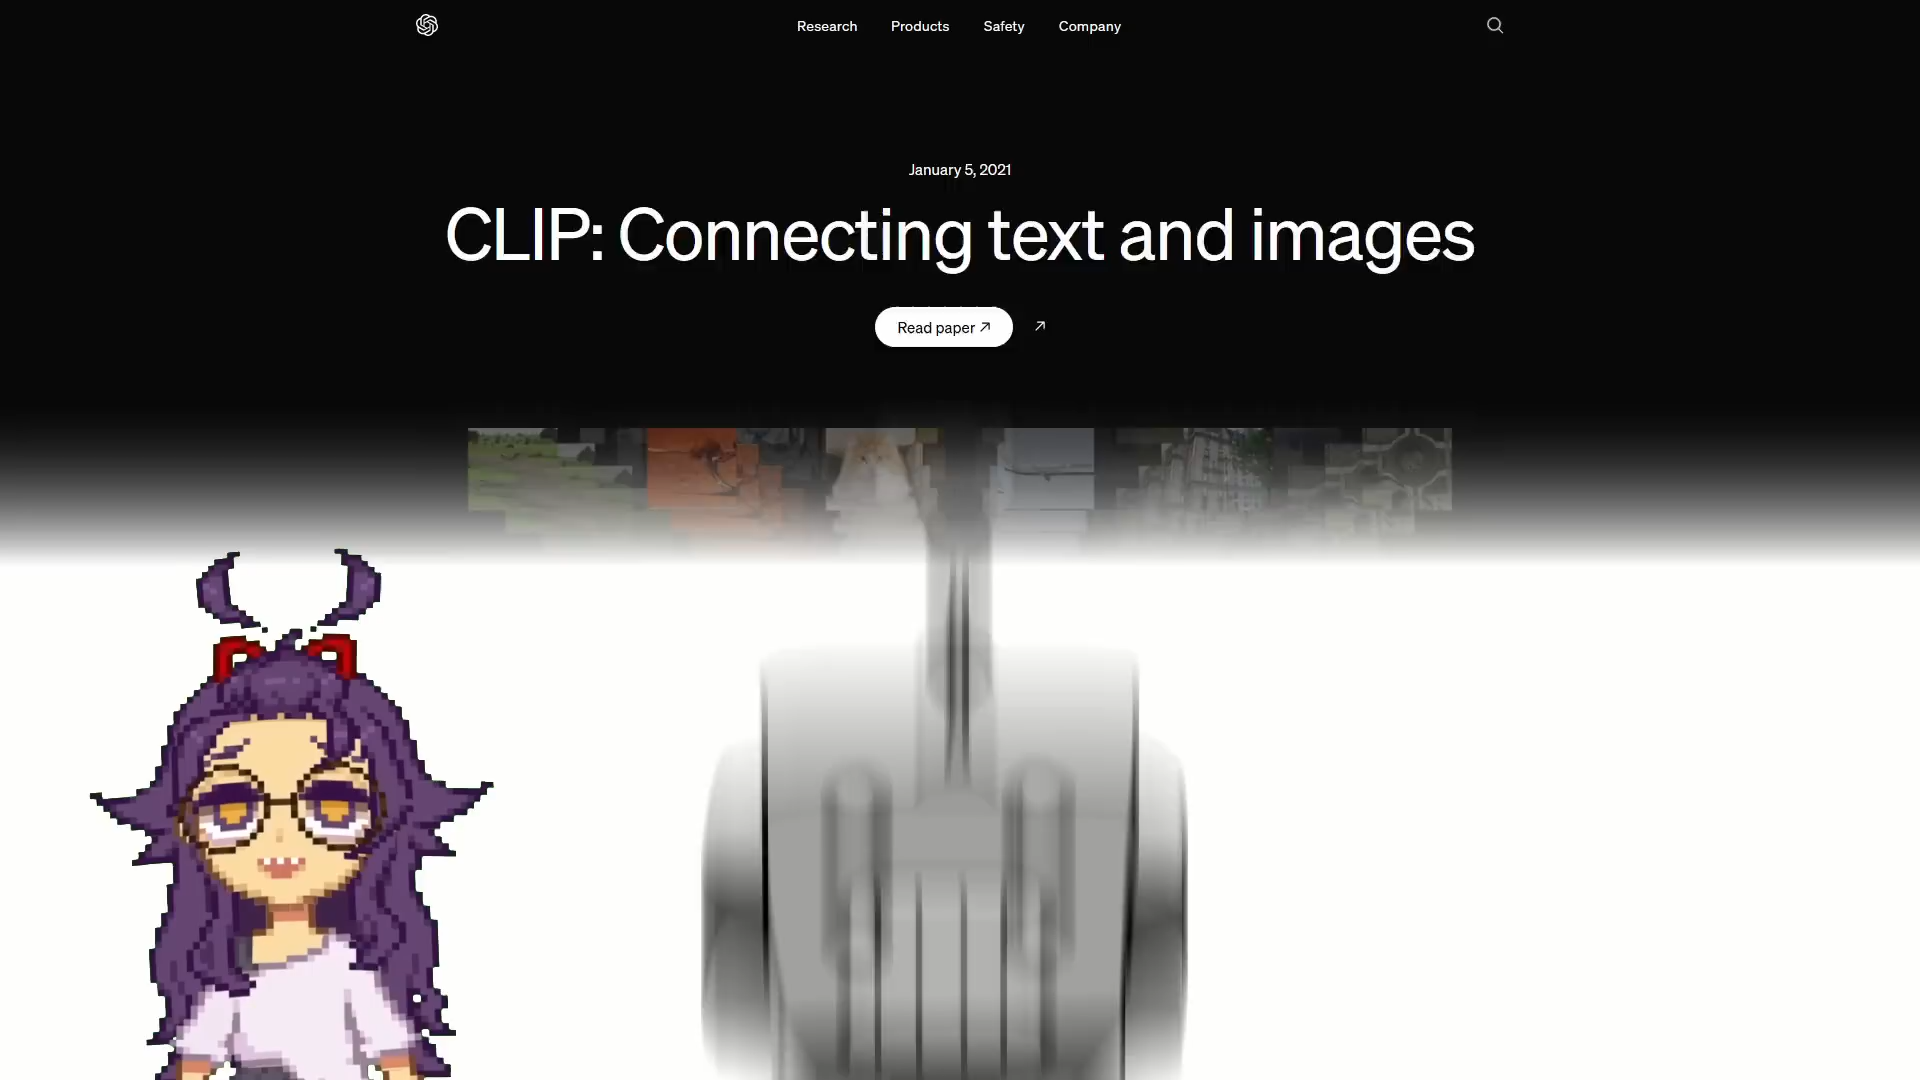 Research Products Safety Company
January 5, 2021
CLIP: Connecting text and images
Read paper